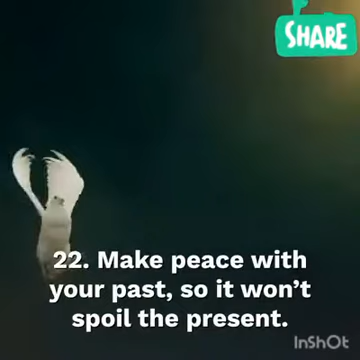 SHARE
22. Make peace with
your past, so it won’t
spoil the present.
InShOt